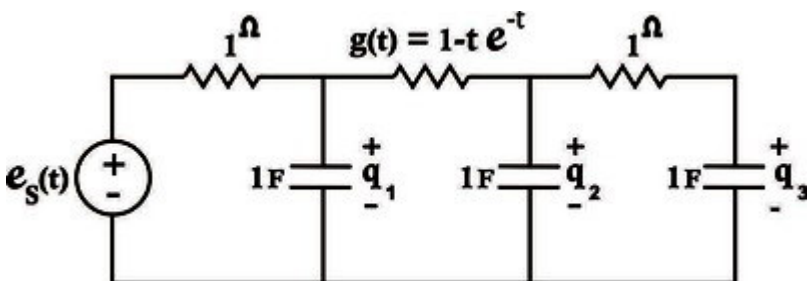 1Ω
g(t) = 1-t e^-t
1Ω
+
-
e_S(t)
1F
+
q_1
-
1F
+
q_2
-
1F
+
q_3
-